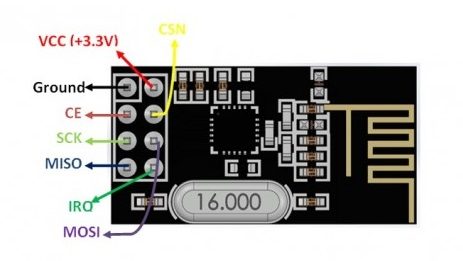 CSN
VCC (+3.3V)
Ground
CE
SCK
MISO
IRQ
MOSI
16.000